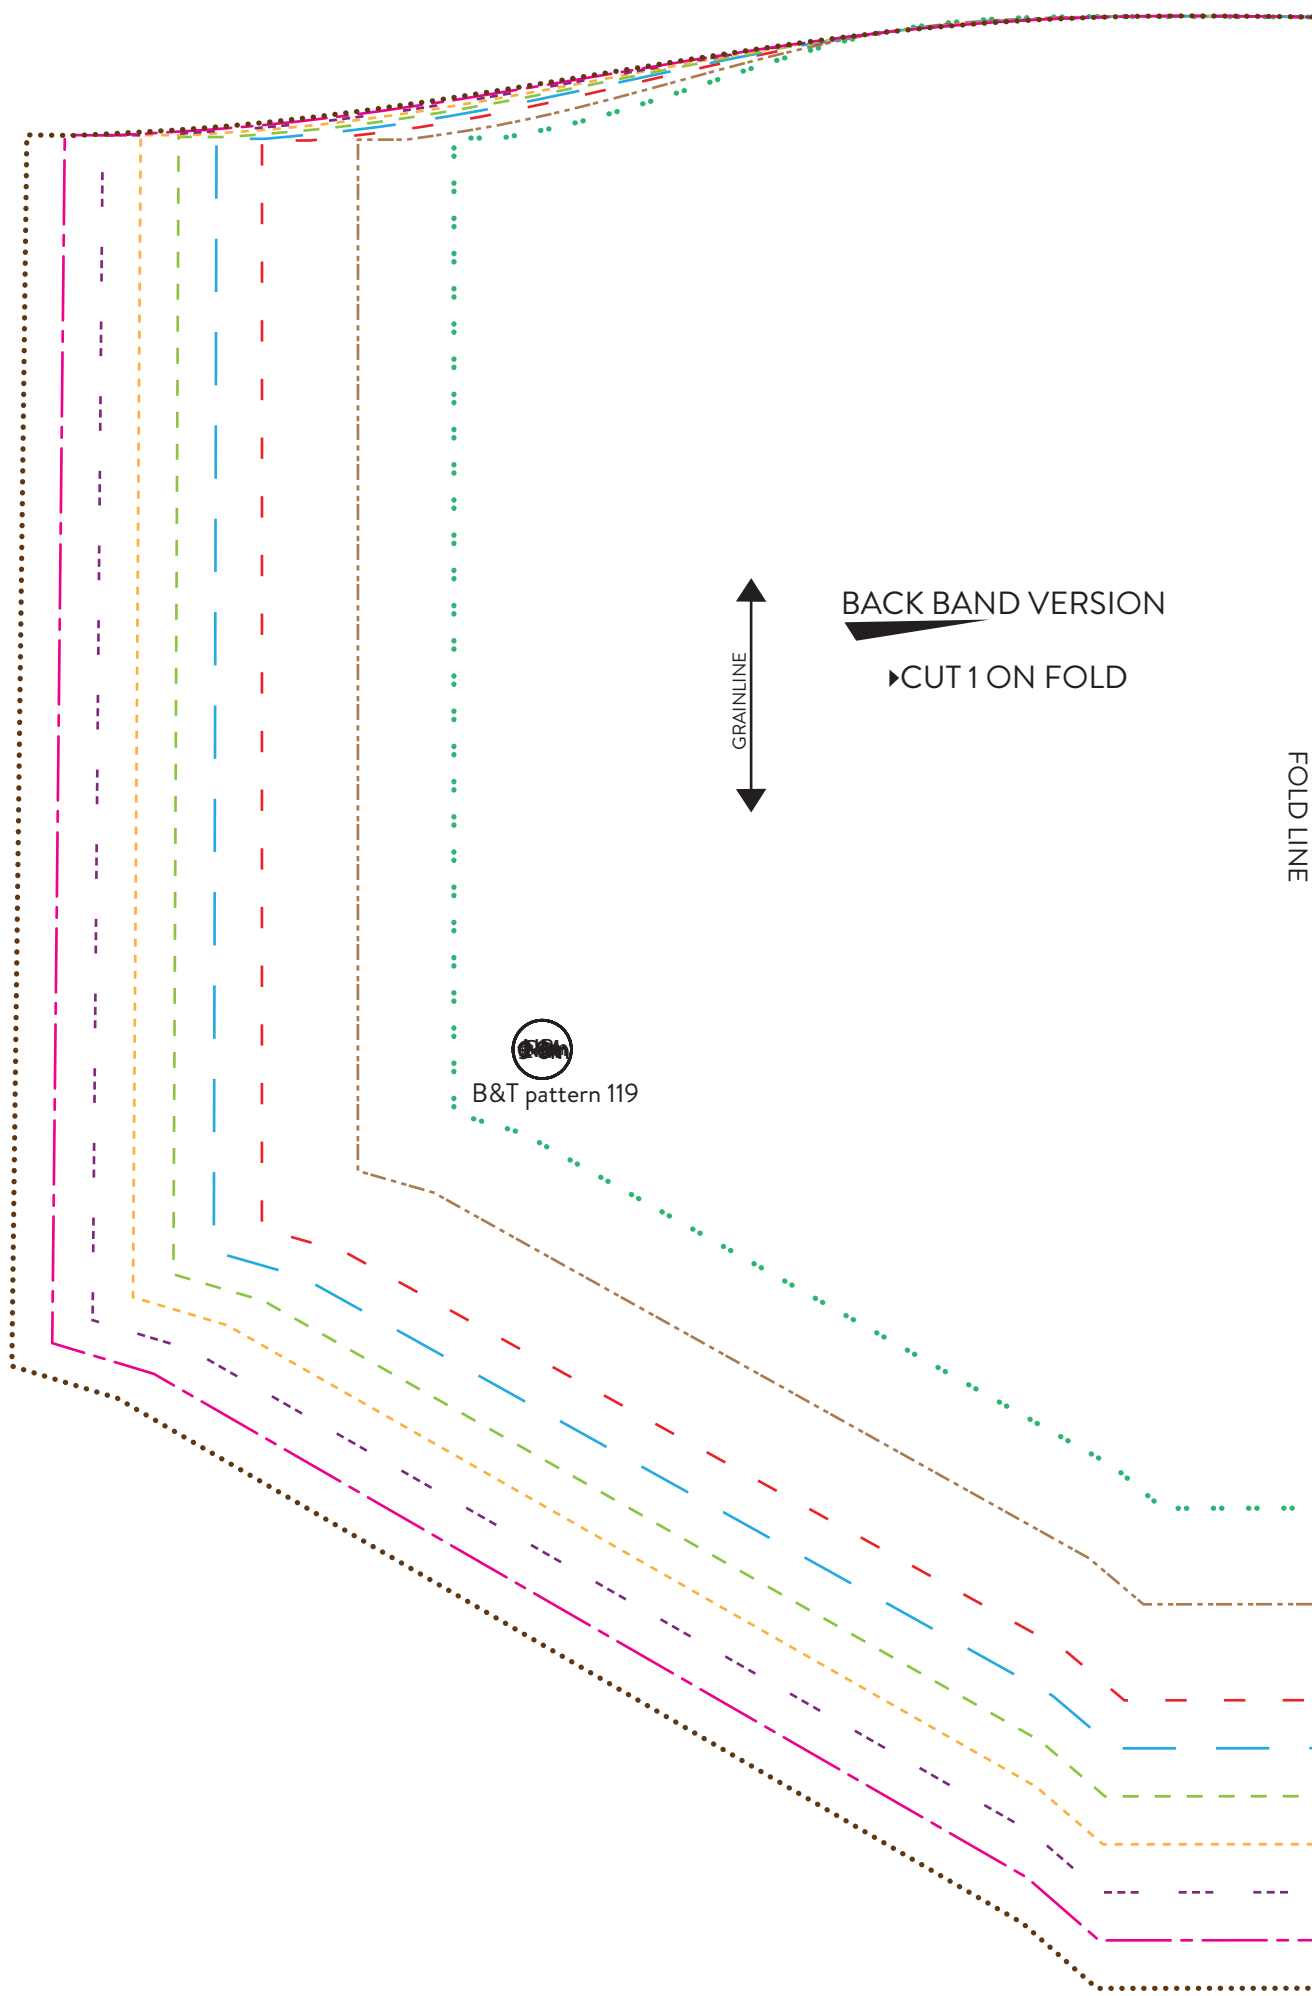 BACK BAND VERSION
CUT 1 ON FOLD
GRAINLINE
FOLD LINE
B&T pattern 119